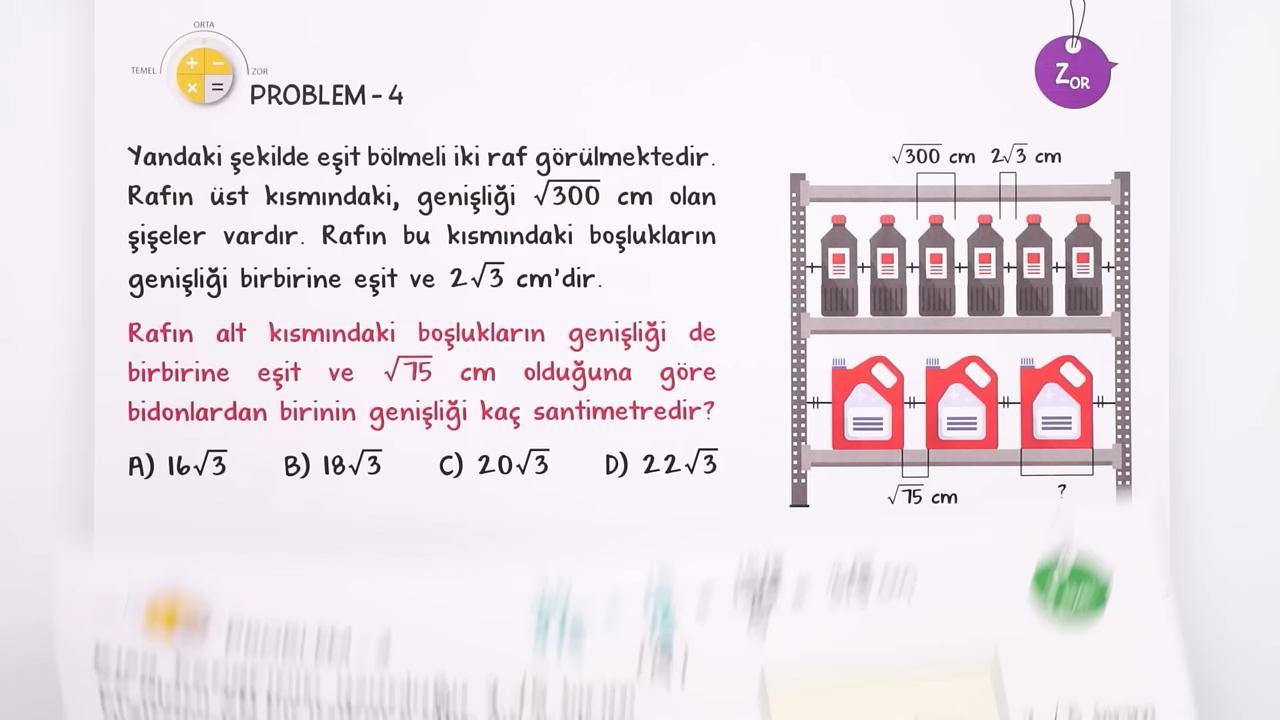 ORTA
TEMEL
ZOR
+ −
× =
PROBLEM - 4
ZOR
Yandaki şekilde eşit bölmeli iki raf görülmektedir.
Rafın üst kısmındaki, genişliği √300 cm olan
şişeler vardır. Rafın bu kısmındaki boşlukların
genişliği birbirine eşit ve 2√3 cm'dir.
Rafın alt kısmındaki boşlukların genişliği de
birbirine eşit ve √75 cm olduğuna göre
bidonlardan birinin genişliği kaç santimetredir?
A) 16√3 B) 18√3 C) 20√3 D) 22√3
√300 cm 2√3 cm
√75 cm
?